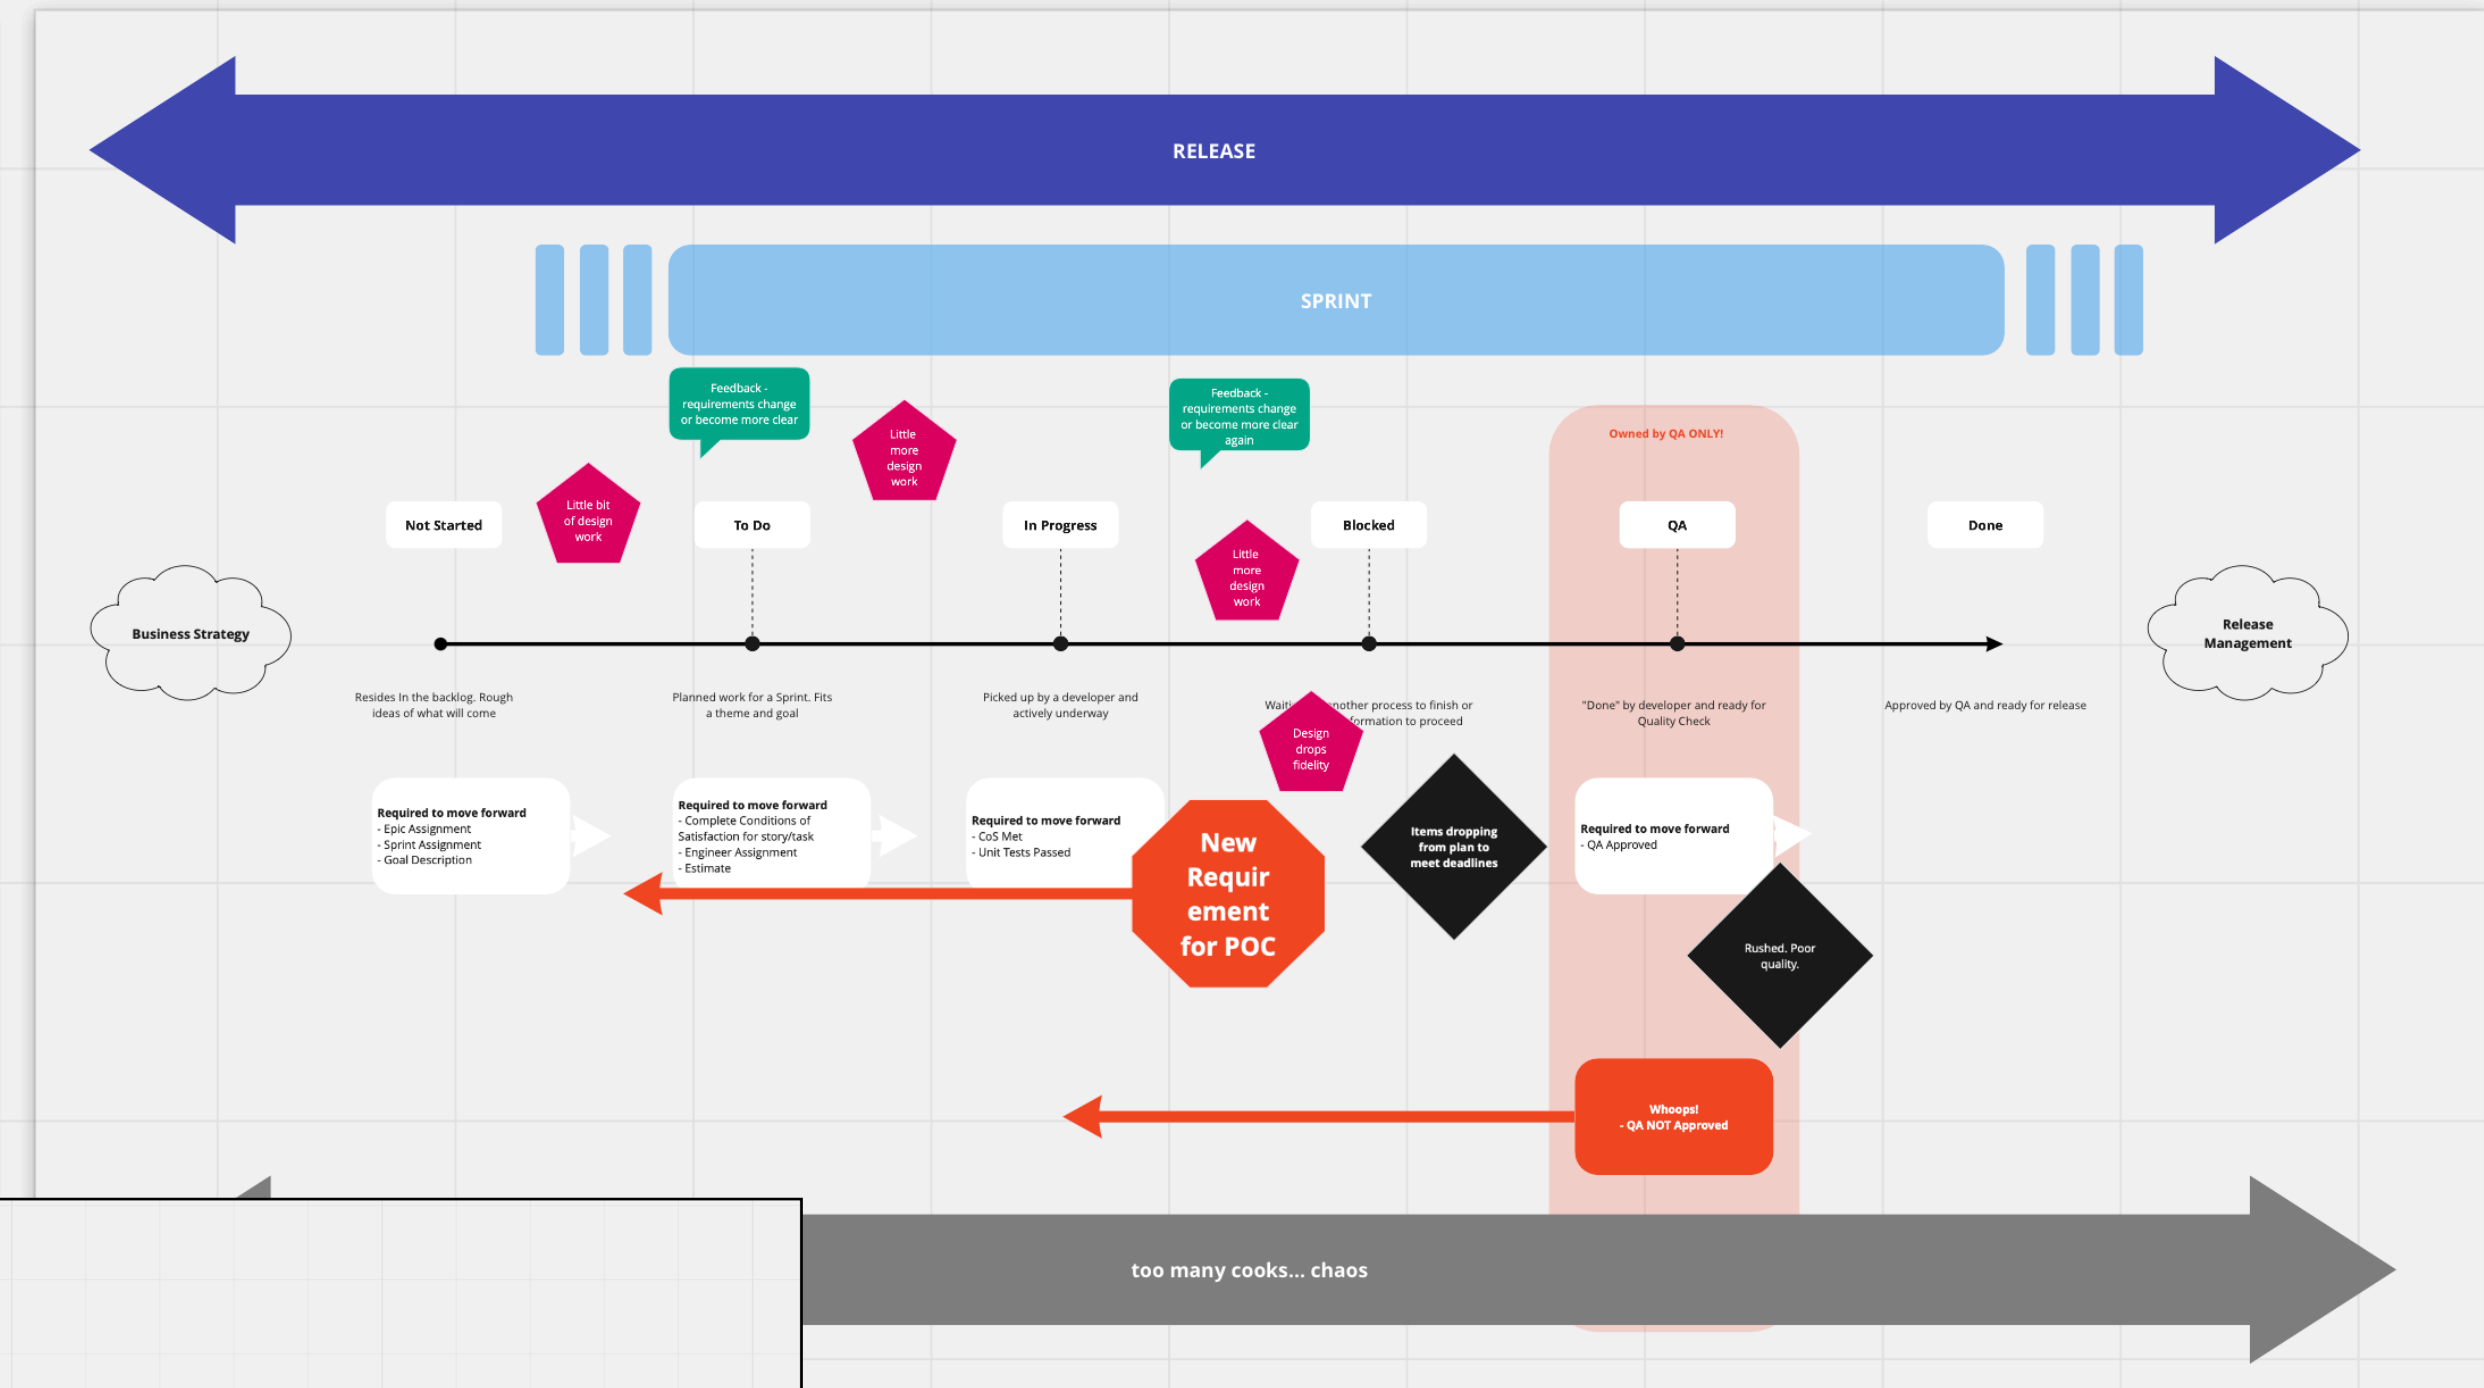 RELEASE
SPRINT
Feedback -
requirements change
or become more clear
Feedback -
requirements change
or become more clear
again
Little
more
design
work
Owned by QA ONLY!
Little bit
of design
work
Not Started
To Do
In Progress
Blocked
QA
Done
Little
more
design
work
Business Strategy
Release
Management
Resides In the backlog. Rough
ideas of what will come
Planned work for a Sprint. Fits
a theme and goal
Picked up by a developer and
actively underway
another process to finish or
to proceed
"Done" by developer and ready for
Quality Check
Approved by QA and ready for release
Design
drops
fidelity
Required to move forward
- Epic Assignment
- Sprint Assignment
- Goal Description
Required to move forward
- Complete Conditions of
Satisfaction for story/task
- Engineer Assignment
- Estimate
Required to move forward
- CoS Met
- Unit Tests Passed
New
Requir
ement
for POC
Items dropping
from plan to
meet deadlines
Required to move forward
- QA Approved
Rushed. Poor
quality.
Whoops!
- QA NOT Approved
too many cooks... chaos